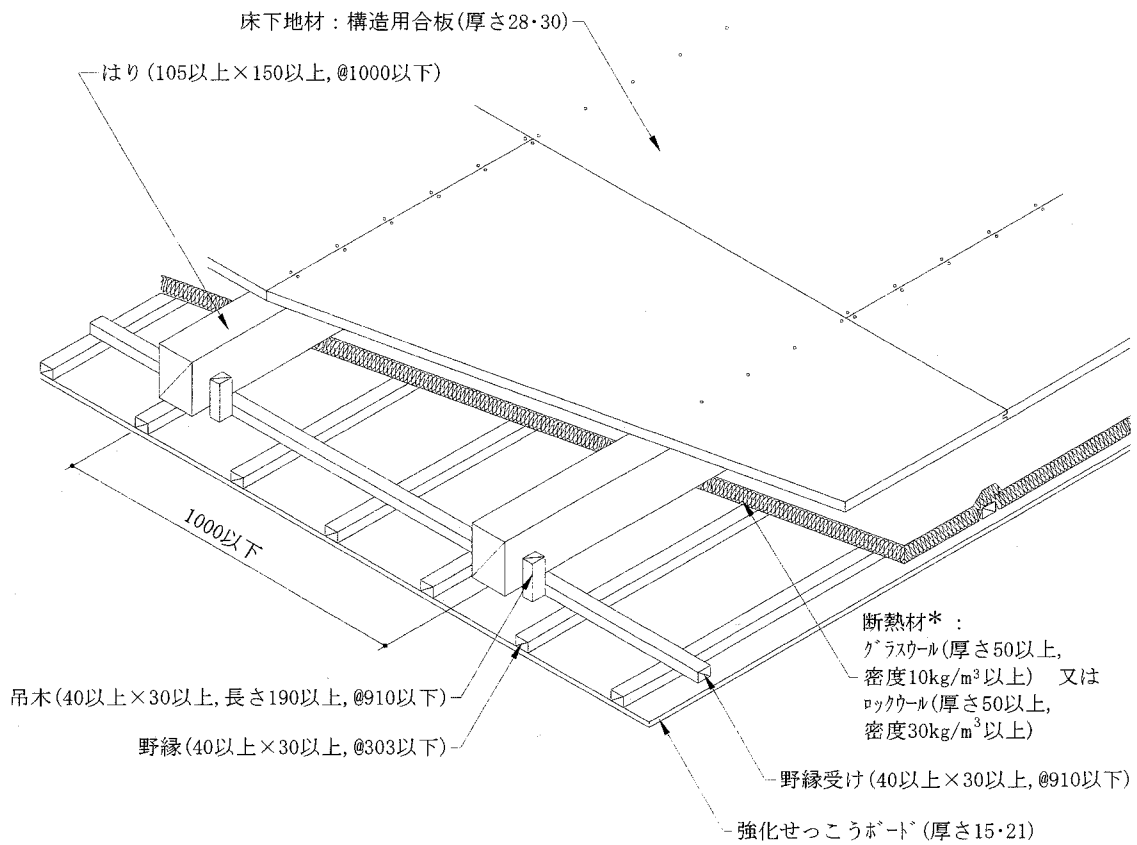 床下地材：構造用合板(厚さ28･30)
はり(105以上×150以上, @1000以下)
1000以下
断熱材*：
ｸﾞﾗｽｳｰﾙ(厚さ50以上,
密度10kg/m³以上) 又は
ﾛｯｸｳｰﾙ(厚さ50以上,
密度30kg/m³以上)
吊木(40以上×30以上, 長さ190以上, @910以下)
野縁(40以上×30以上, @303以下)
野縁受け(40以上×30以上, @910以下)
強化せっこうﾎﾞｰﾄﾞ(厚さ15･21)